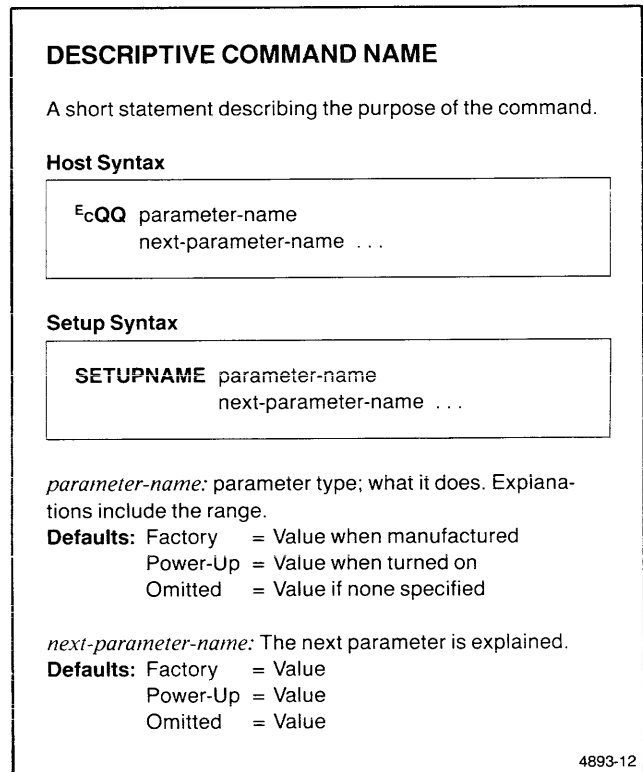 DESCRIPTIVE COMMAND NAME
A short statement describing the purpose of the command.
Host Syntax
EcQQ parameter-name
next-parameter-name ...
Setup Syntax
SETUPNAME parameter-name
next-parameter-name ...
parameter-name: parameter type; what it does. Explana-
tions include the range.
Defaults: Factory = Value when manufactured
Power-Up = Value when turned on
Omitted = Value if none specified
next-parameter-name: The next parameter is explained.
Defaults: Factory = Value
Power-Up = Value
Omitted = Value
4893-12